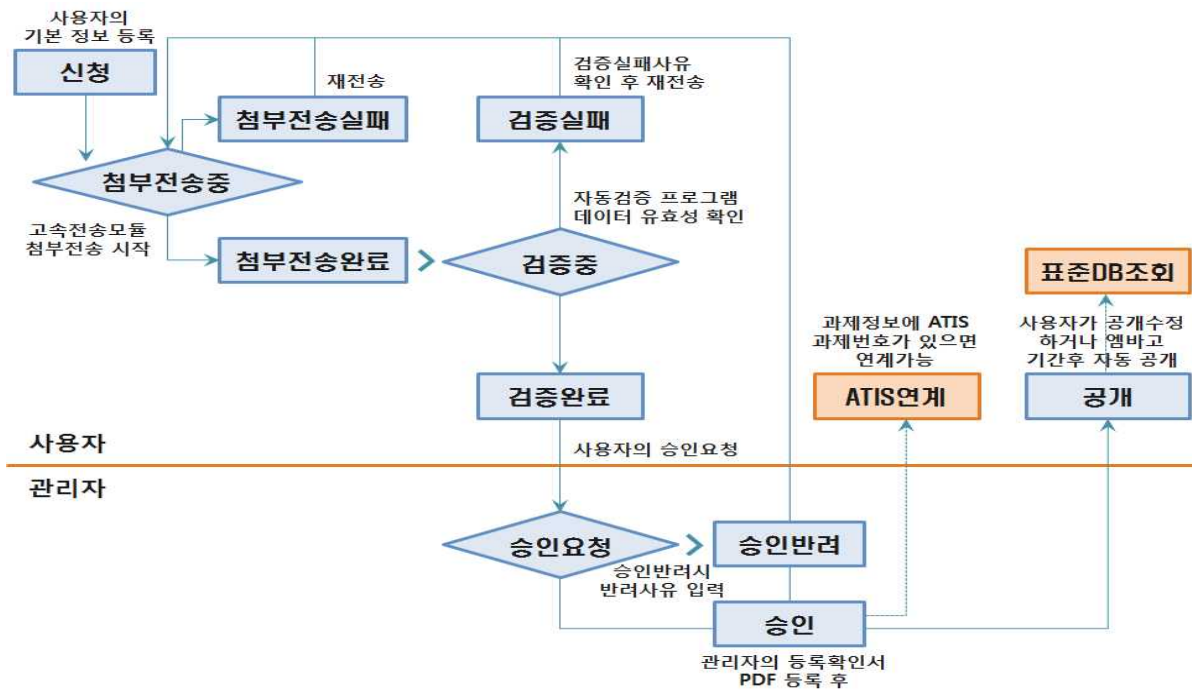 사용자의
기본 정보 등록
신청
재전송
검증실패사유
확인 후 재전송
첨부전송실패
검증실패
첨부전송중
자동검증 프로그램
데이터 유효성 확인
고속전송모듈
첨부전송 시작
첨부전송완료
검증중
표준DB조회
과제정보에 ATIS
과제번호가 있으면
연계가능
사용자가 공개수정
하거나 엠바고
기간후 자동 공개
검증완료
ATIS연계
공개
사용자
사용자의 승인요청
관리자
승인요청
승인반려
승인반려시
반려사유 입력
승인
관리자의 등록확인서
PDF 등록 후